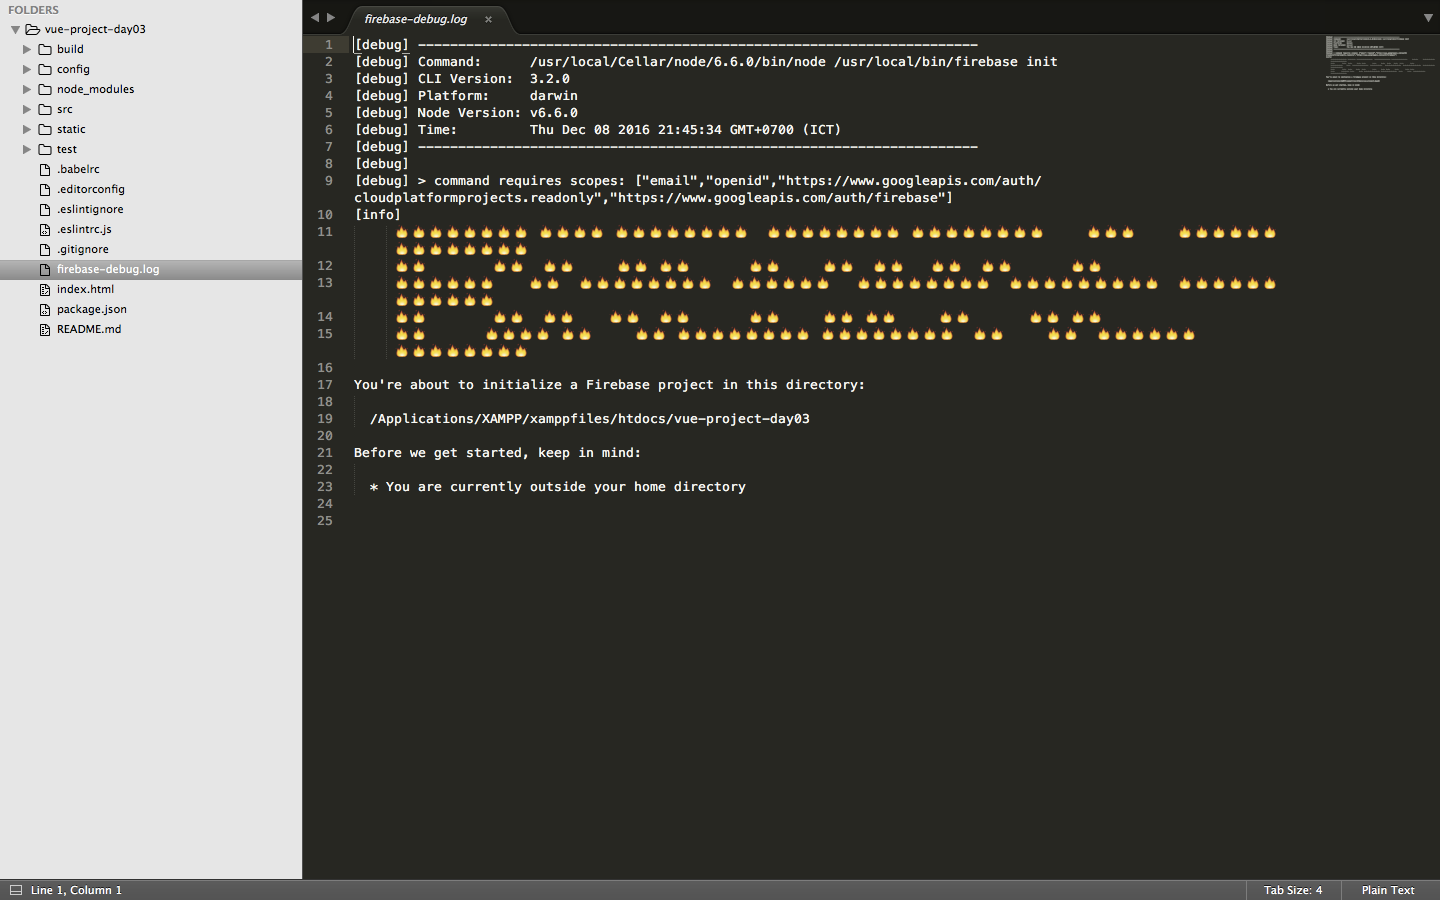 FOLDERS
vue-project-day03
build
config
node_modules
src
static
test
.babelrc
.editorconfig
.eslintignore
.eslintrc.js
.gitignore
firebase-debug.log
index.html
package.json
README.md
firebase-debug.log ×
1 [debug] ----------------------------------------------------------------------
2 [debug] Command:      /usr/local/Cellar/node/6.6.0/bin/node /usr/local/bin/firebase init
3 [debug] CLI Version:  3.2.0
4 [debug] Platform:     darwin
5 [debug] Node Version: v6.6.0
6 [debug] Time:         Thu Dec 08 2016 21:45:34 GMT+0700 (ICT)
7 [debug] ----------------------------------------------------------------------
8 [debug]
9 [debug] > command requires scopes: ["email","openid","https://www.googleapis.com/auth/
cloudplatformprojects.readonly","https://www.googleapis.com/auth/firebase"]
10 [info]
11
12
13
14
15
16
17 You're about to initialize a Firebase project in this directory:
18
19   /Applications/XAMPP/xamppfiles/htdocs/vue-project-day03
20
21 Before we get started, keep in mind:
22
23   * You are currently outside your home directory
24
25
Line 1, Column 1
Tab Size: 4
Plain Text